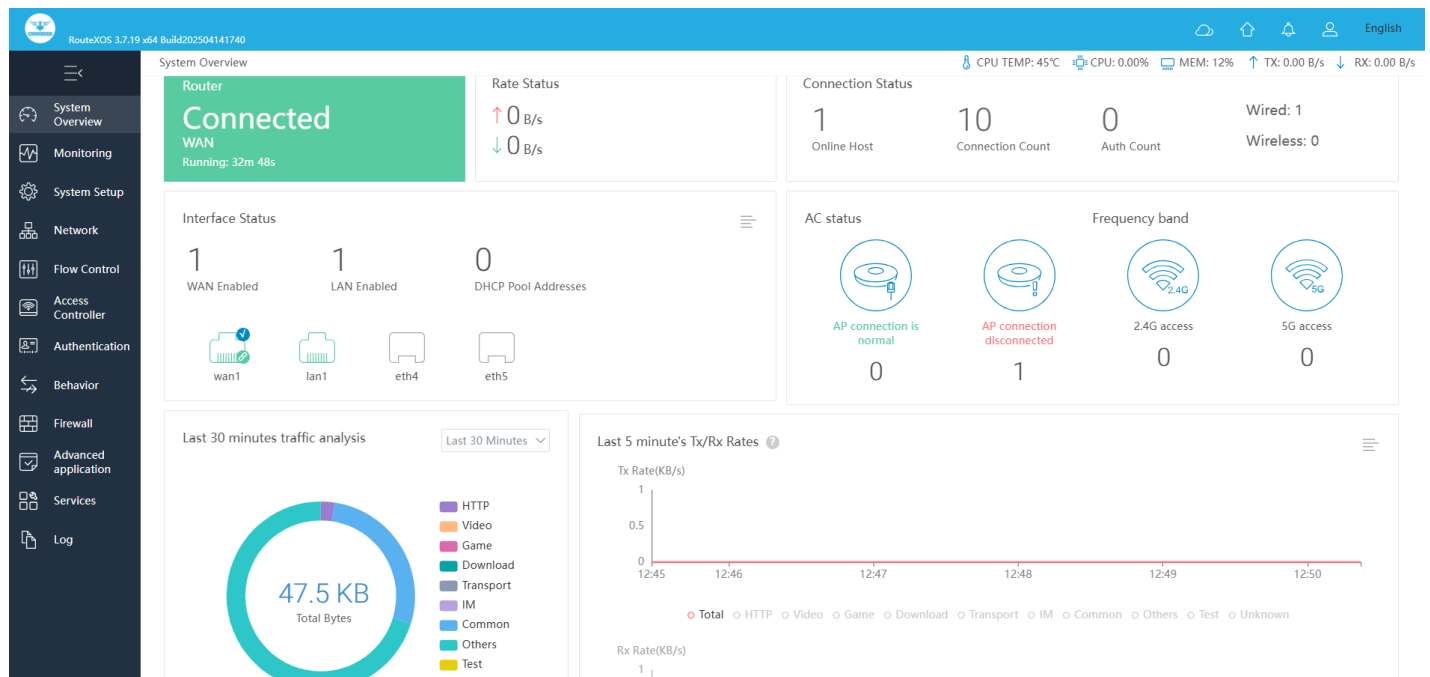 RouteXOS 3.7.19 x64 Build202504141740
English
System Overview
CPU TEMP: 45℃
CPU: 0.00%
MEM: 12%
TX: 0.00 B/s
RX: 0.00 B/s
System
Overview
Monitoring
System Setup
Network
Flow Control
Access
Controller
Authentication
Behavior
Firewall
Advanced
application
Services
Log
Router
Connected
WAN
Running: 32m 48s
Rate Status
0 B/s
0 B/s
Connection Status
1
Online Host
10
Connection Count
0
Auth Count
Wired: 1
Wireless: 0
Interface Status
1
WAN Enabled
1
LAN Enabled
0
DHCP Pool Addresses
wan1
lan1
eth4
eth5
AC status
Frequency band
2.4G
5G
AP connection is
normal
0
AP connection
disconnected
1
2.4G access
0
5G access
0
Last 30 minutes traffic analysis
Last 30 Minutes
47.5 KB
Total Bytes
HTTP
Video
Game
Download
Transport
IM
Common
Others
Test
Last 5 minute's Tx/Rx Rates ?
Tx Rate(KB/s)
1
0.5
0
12:45 12:46 12:47 12:48 12:49 12:50
Total HTTP Video Game Download Transport IM Common Others Test Unknown
Rx Rate(KB/s)
1